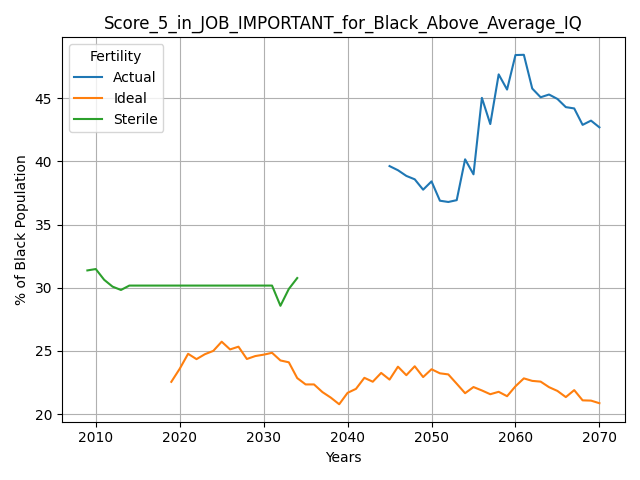 Score_5_in_JOB_IMPORTANT_for_Black_Above_Average_IQ
Fertility
Actual
Ideal
Sterile
% of Black Population
45
40
35
30
25
20
2010 2020 2030 2040 2050 2060 2070
Years